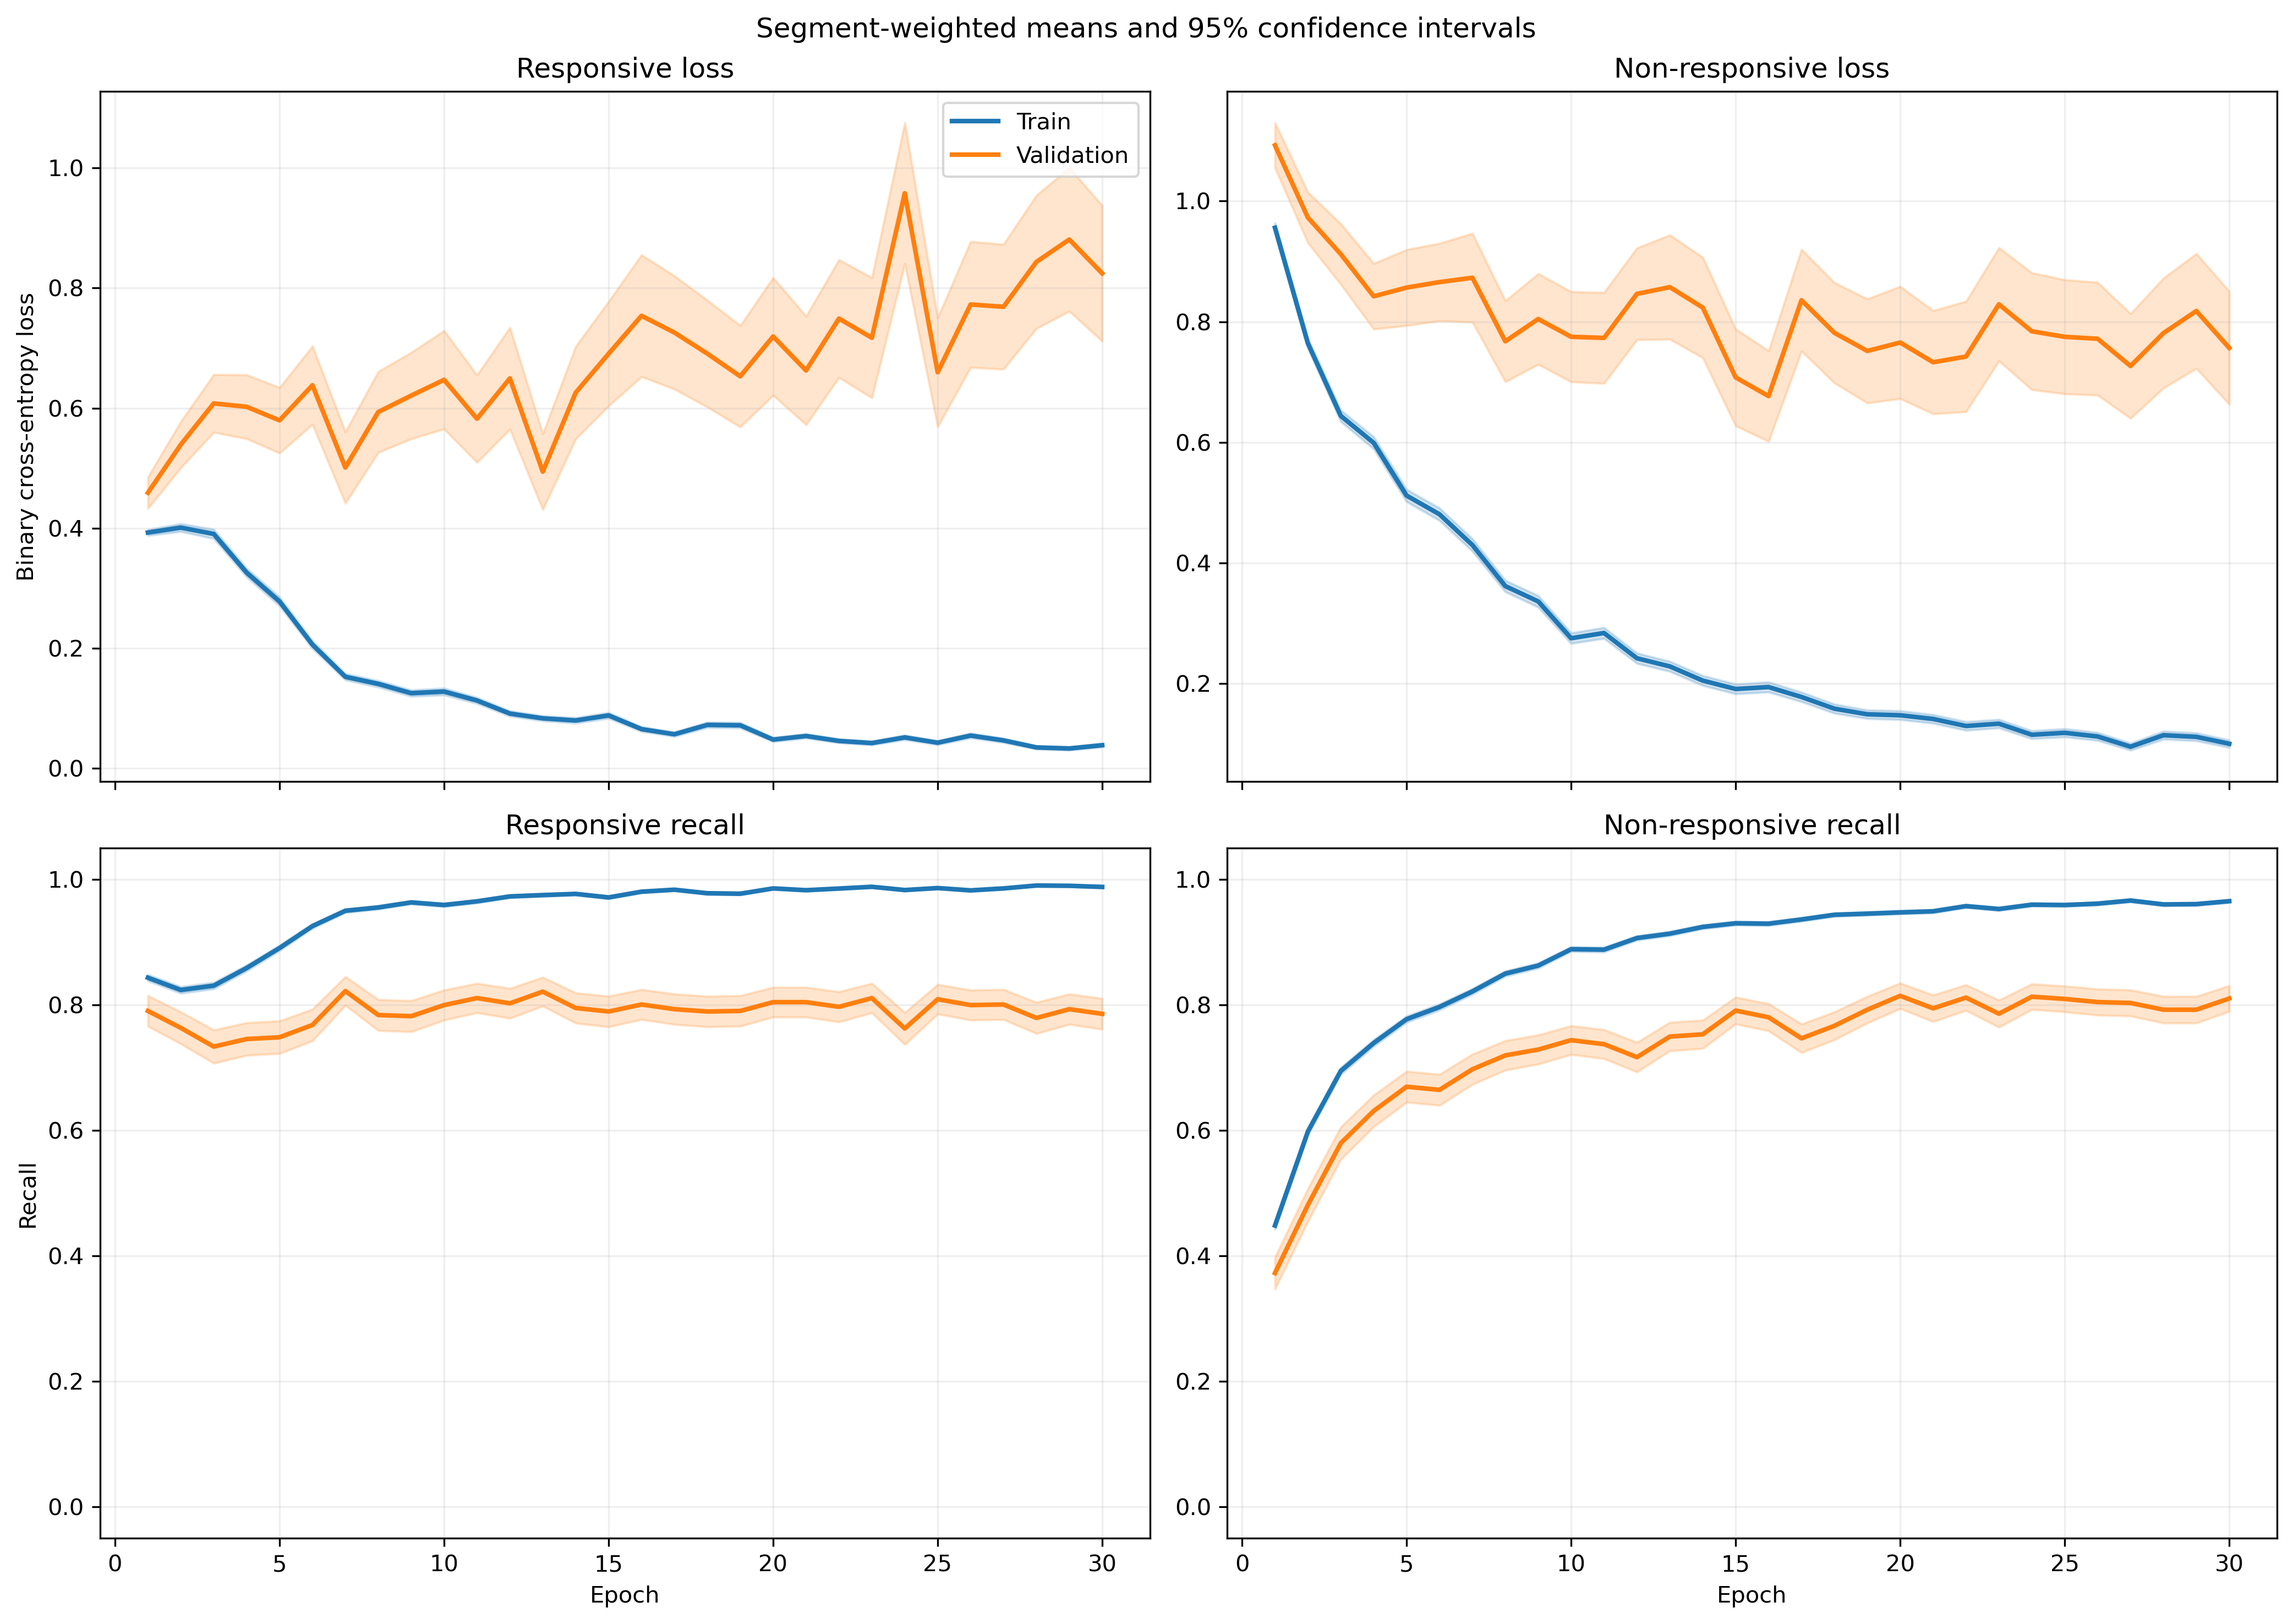 Segment-weighted means and 95% confidence intervals
Responsive loss
Non-responsive loss
Train
Validation
Binary cross-entropy loss
1.0
0.8
0.6
0.4
0.2
0.0
1.0
0.8
0.6
0.4
0.2
Responsive recall
Non-responsive recall
Recall
1.0
0.8
0.6
0.4
0.2
0.0
0 5 10 15 20 25 30
Epoch
1.0
0.8
0.6
0.4
0.2
0.0
0 5 10 15 20 25 30
Epoch